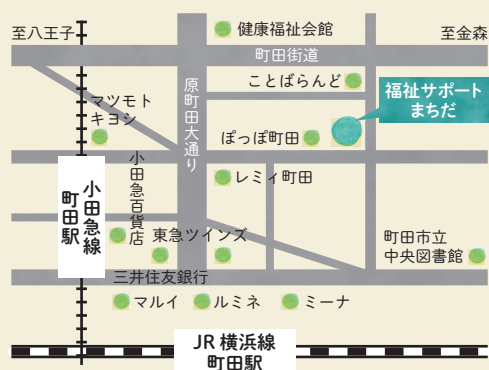 健康福祉会館
至八王子
至金森
町田街道
ことばらんど
福祉サポート
まちだ
マツモト
キヨシ
原町田大通り
ぽっぽ町田
小田急百貨店
レミィ町田
小田急線
町田駅
東急ツインズ
町田市立
中央図書館
三井住友銀行
マルイ
ルミネ
ミーナ
JR 横浜線
町田駅